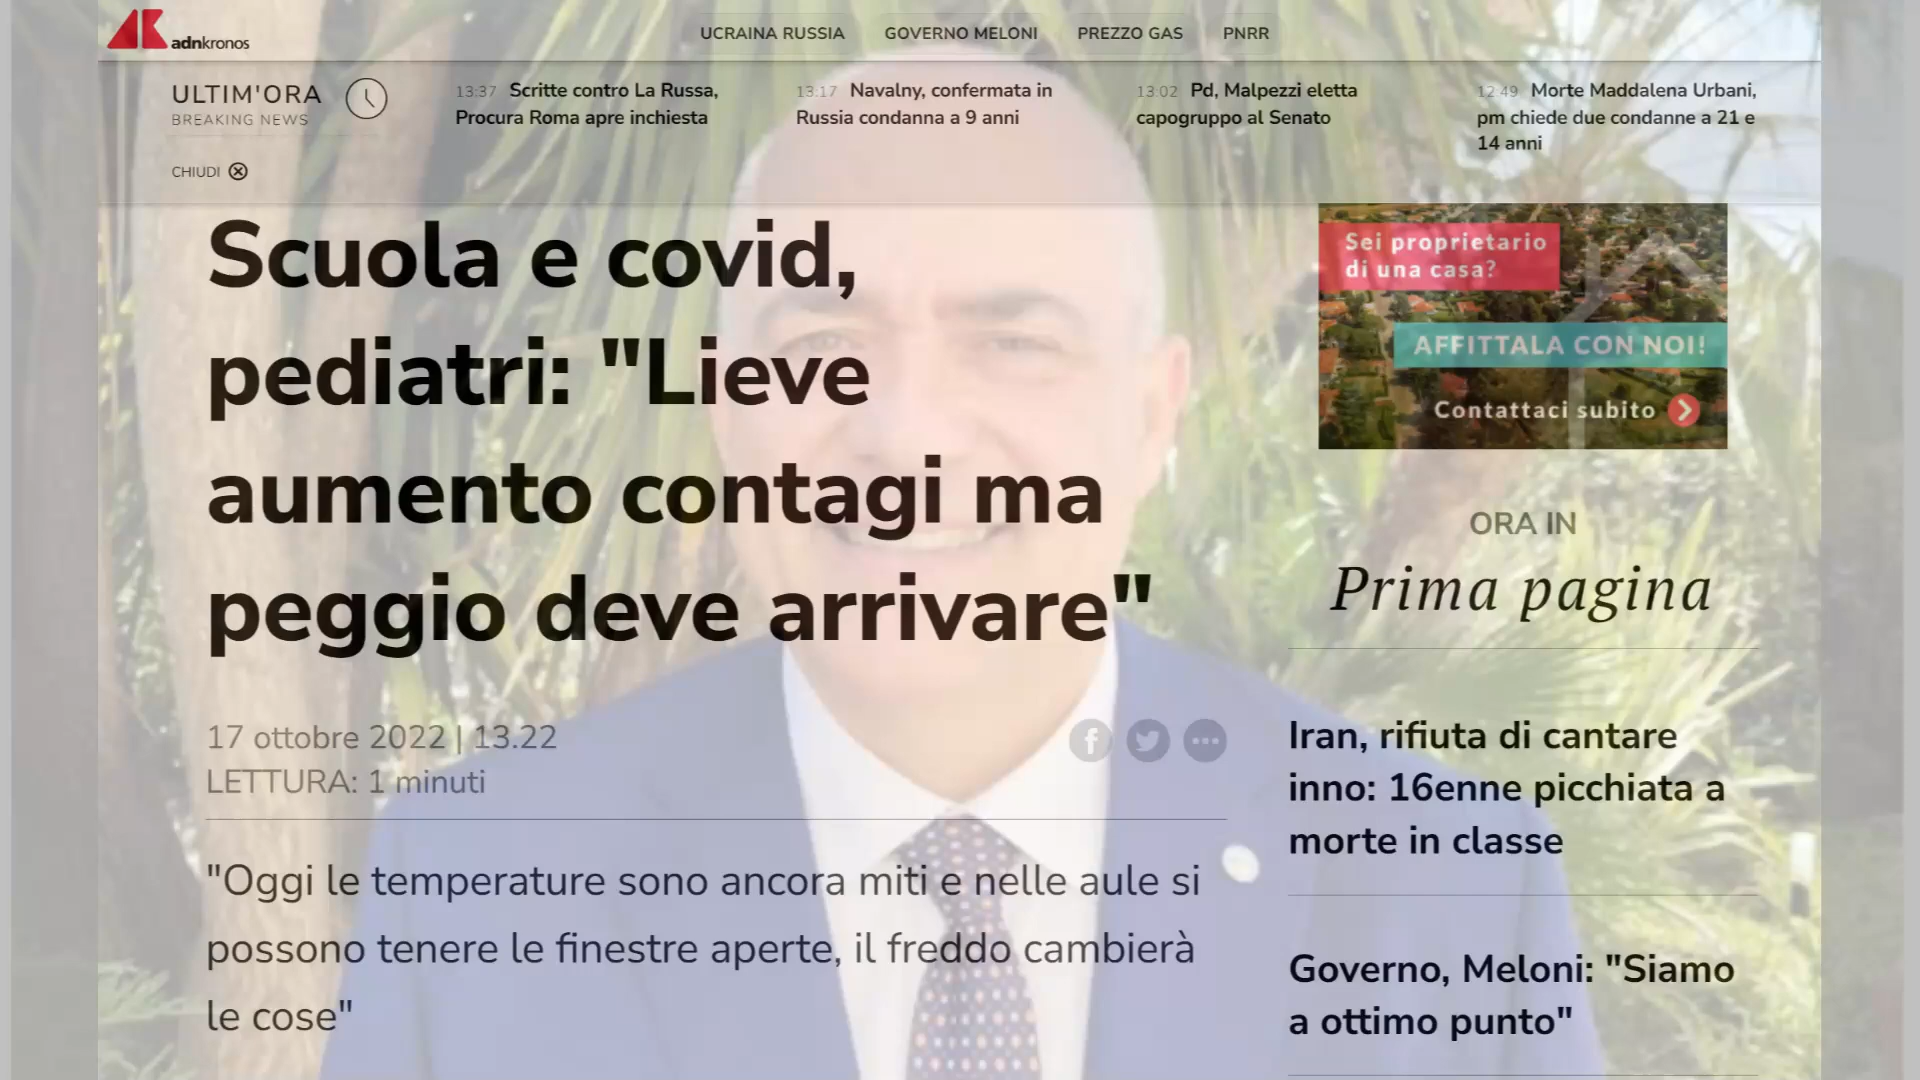 adnkronos
UCRAINA RUSSIA
GOVERNO MELONI
PREZZO GAS
PNRR
ULTIM'ORA
BREAKING NEWS
CHIUDI
13:37 Scritte contro La Russa,
Procura Roma apre inchiesta
13:17 Navalny, confermata in
Russia condanna a 9 anni
13:02 Pd, Malpezzi eletta
capogruppo al Senato
12:49 Morte Maddalena Urbani,
pm chiede due condanne a 21 e
14 anni
Scuola e covid,
pediatri: "Lieve
aumento contagi ma
peggio deve arrivare"
17 ottobre 2022 | 13.22
LETTURA: 1 minuti
"Oggi le temperature sono ancora miti e nelle aule si
possono tenere le finestre aperte, il freddo cambierà
le cose"
Sei proprietario
di una casa?
AFFITTALA CON NOI!
Contattaci subito
ORA IN
Prima pagina
Iran, rifiuta di cantare
inno: 16enne picchiata a
morte in classe
Governo, Meloni: "Siamo
a ottimo punto"